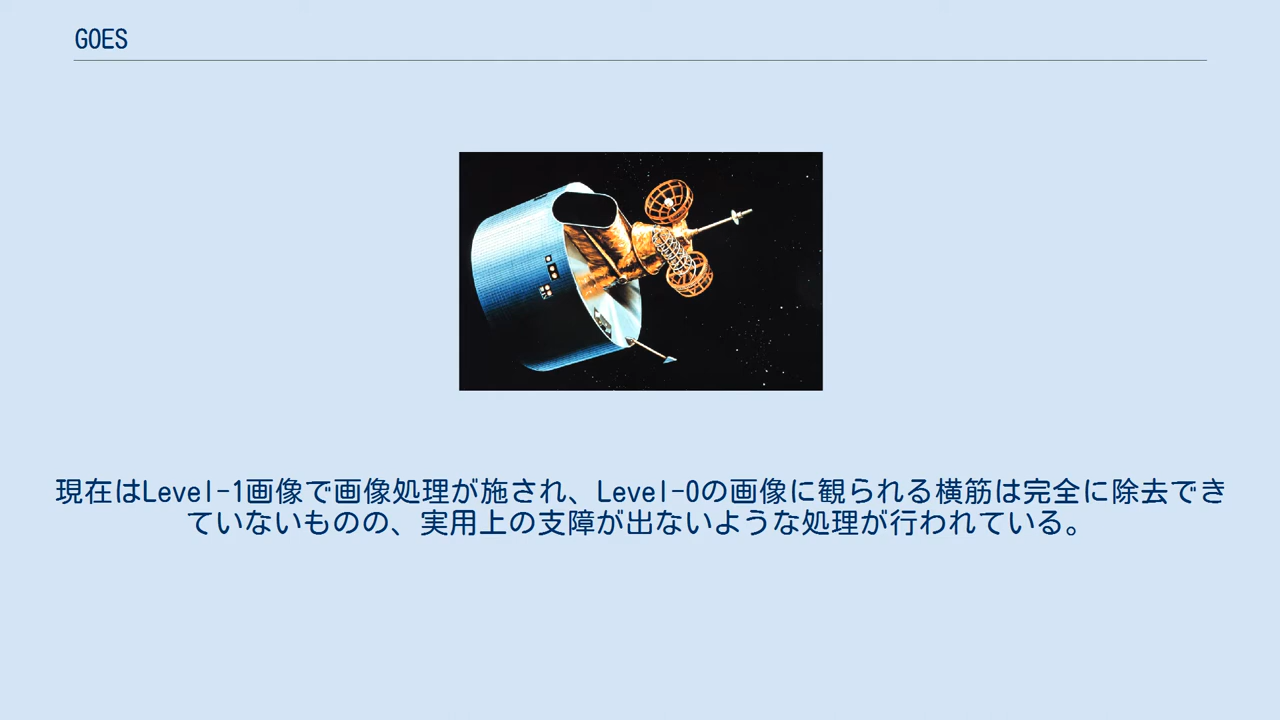 GOES
現在はLevel-1画像で画像処理が施され、Level-0の画像に観られる横筋は完全に除去でき
ていないものの、実用上の支障が出ないような処理が行われている。